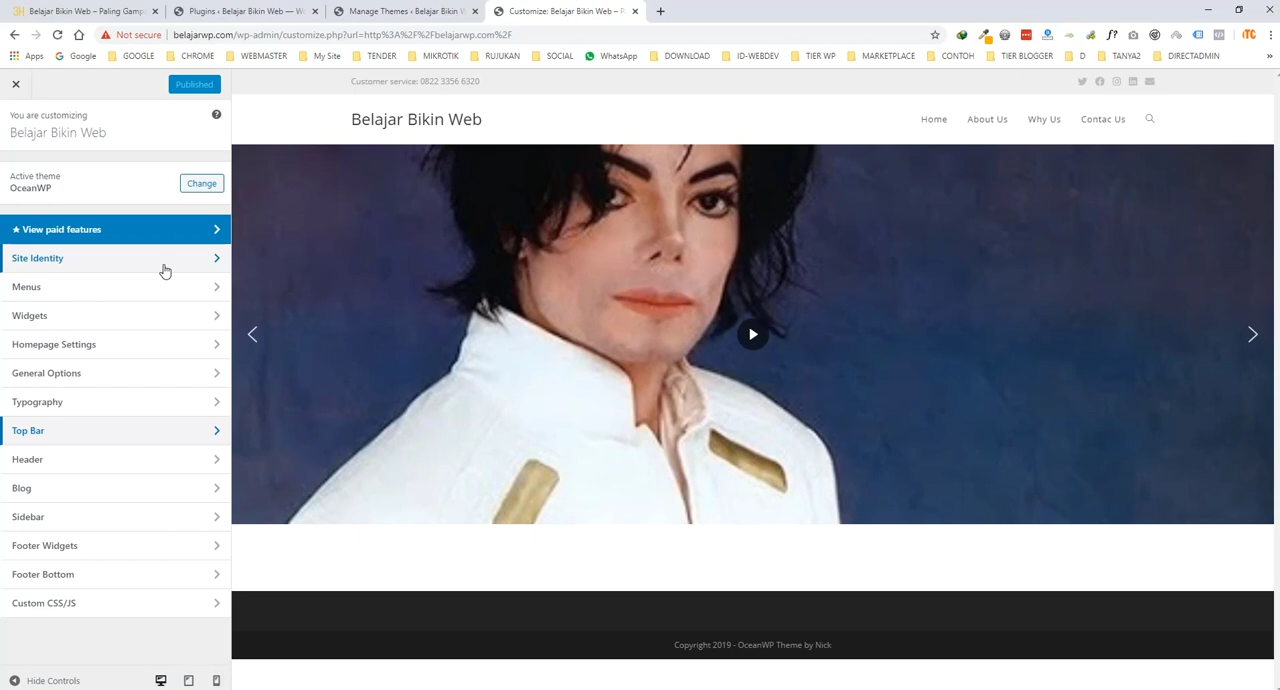 Belajar Bikin Web – Paling Gamp
Plugins ‹ Belajar Bikin Web — Wo
Manage Themes ‹ Belajar Bikin W
Customize: Belajar Bikin Web –
Not secure
belajarwp.com/wp-admin/customize.php?url=http%3A%2F%2Fbelajarwp.com%2F
Apps
Google
GOOGLE
CHROME
WEBMASTER
My Site
TENDER
MIKROTIK
RUJUKAN
SOCIAL
WhatsApp
DOWNLOAD
ID-WEBDEV
TIER WP
MARKETPLACE
CONTOH
TIER BLOGGER
D
TANYA2
DIRECTADMIN
»
Published
Customer service: 0822 3356 6320
You are customizing
Belajar Bikin Web
Belajar Bikin Web
Home
About Us
Why Us
Contac Us
Active theme
OceanWP
Change
★ View paid features
Site Identity
Menus
Widgets
Homepage Settings
General Options
Typography
Top Bar
Header
Blog
Sidebar
Footer Widgets
Footer Bottom
Custom CSS/JS
Copyright 2019 - OceanWP Theme by Nick
Hide Controls